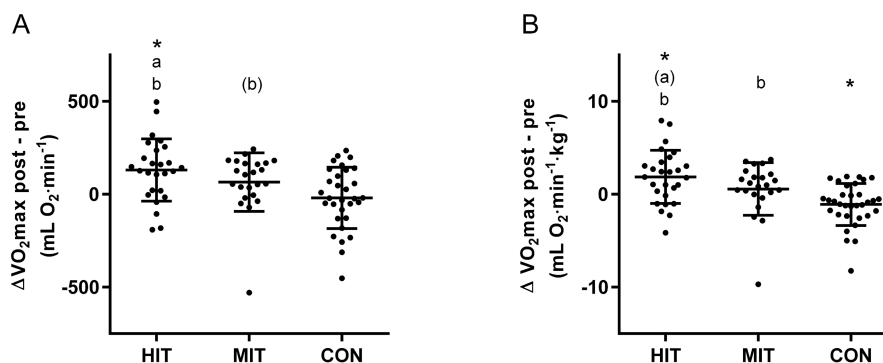 A
ΔVO₂max post - pre
(mL O₂·min⁻¹)
500
0
-500
*
a
b
(b)
HIT MIT CON
B
Δ VO₂max post - pre
(mL O₂·min⁻¹·kg⁻¹)
10
0
-10
*
(a)
b
b
*
HIT MIT CON